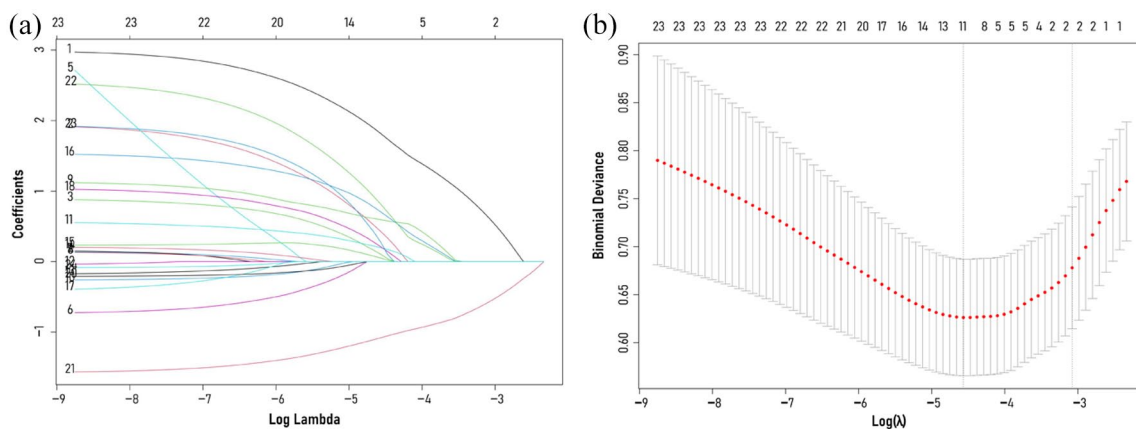 (a)
23 23 22 20 14 5 2
3
2
1
0
−1
Coefficients
1
5
22
16
9
18
3
11
17
6
21
−9 −8 −7 −6 −5 −4 −3 −2
Log Lambda
(b)
23 23 23 23 23 22 22 22 21 20 17 16 14 13 11 8 5 5 4 2 2 2 1 1
0.90
0.85
0.80
0.75
0.70
0.65
0.60
Binomial Deviance
−9 −8 −7 −6 −5 −4 −3
Log(λ)